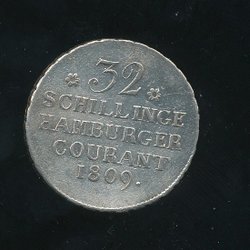 32
SCHILLINGE
HAMBURGER
COURANT
1809.